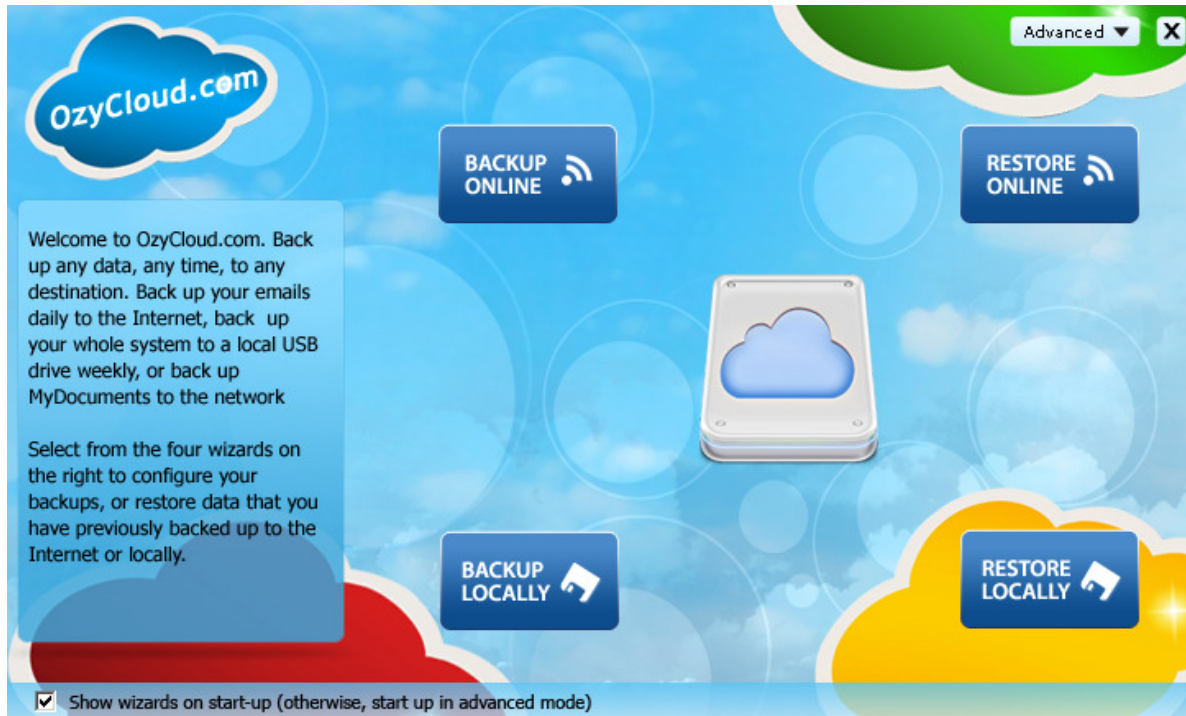 OzyCloud.com
Advanced
X
BACKUP
ONLINE
RESTORE
ONLINE
Welcome to OzyCloud.com. Back
up any data, any time, to any
destination. Back up your emails
daily to the Internet, back  up
your whole system to a local USB
drive weekly, or back up
MyDocuments to the network
Select from the four wizards on
the right to configure your
backups, or restore data that you
have previously backed up to the
Internet or locally.
BACKUP
LOCALLY
RESTORE
LOCALLY
Show wizards on start-up (otherwise, start up in advanced mode)